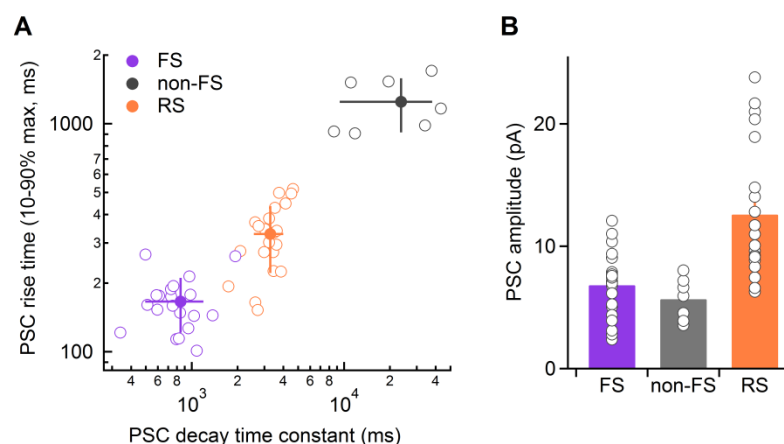 A
PSC rise time (10-90% max, ms)
2
1000
7
6
5
4
3
2
100
FS
non-FS
RS
4 6 8 10³ 2 4 6 8 10⁴ 2 4
PSC decay time constant (ms)
B
PSC amplitude (pA)
20
10
0
FS non-FS RS